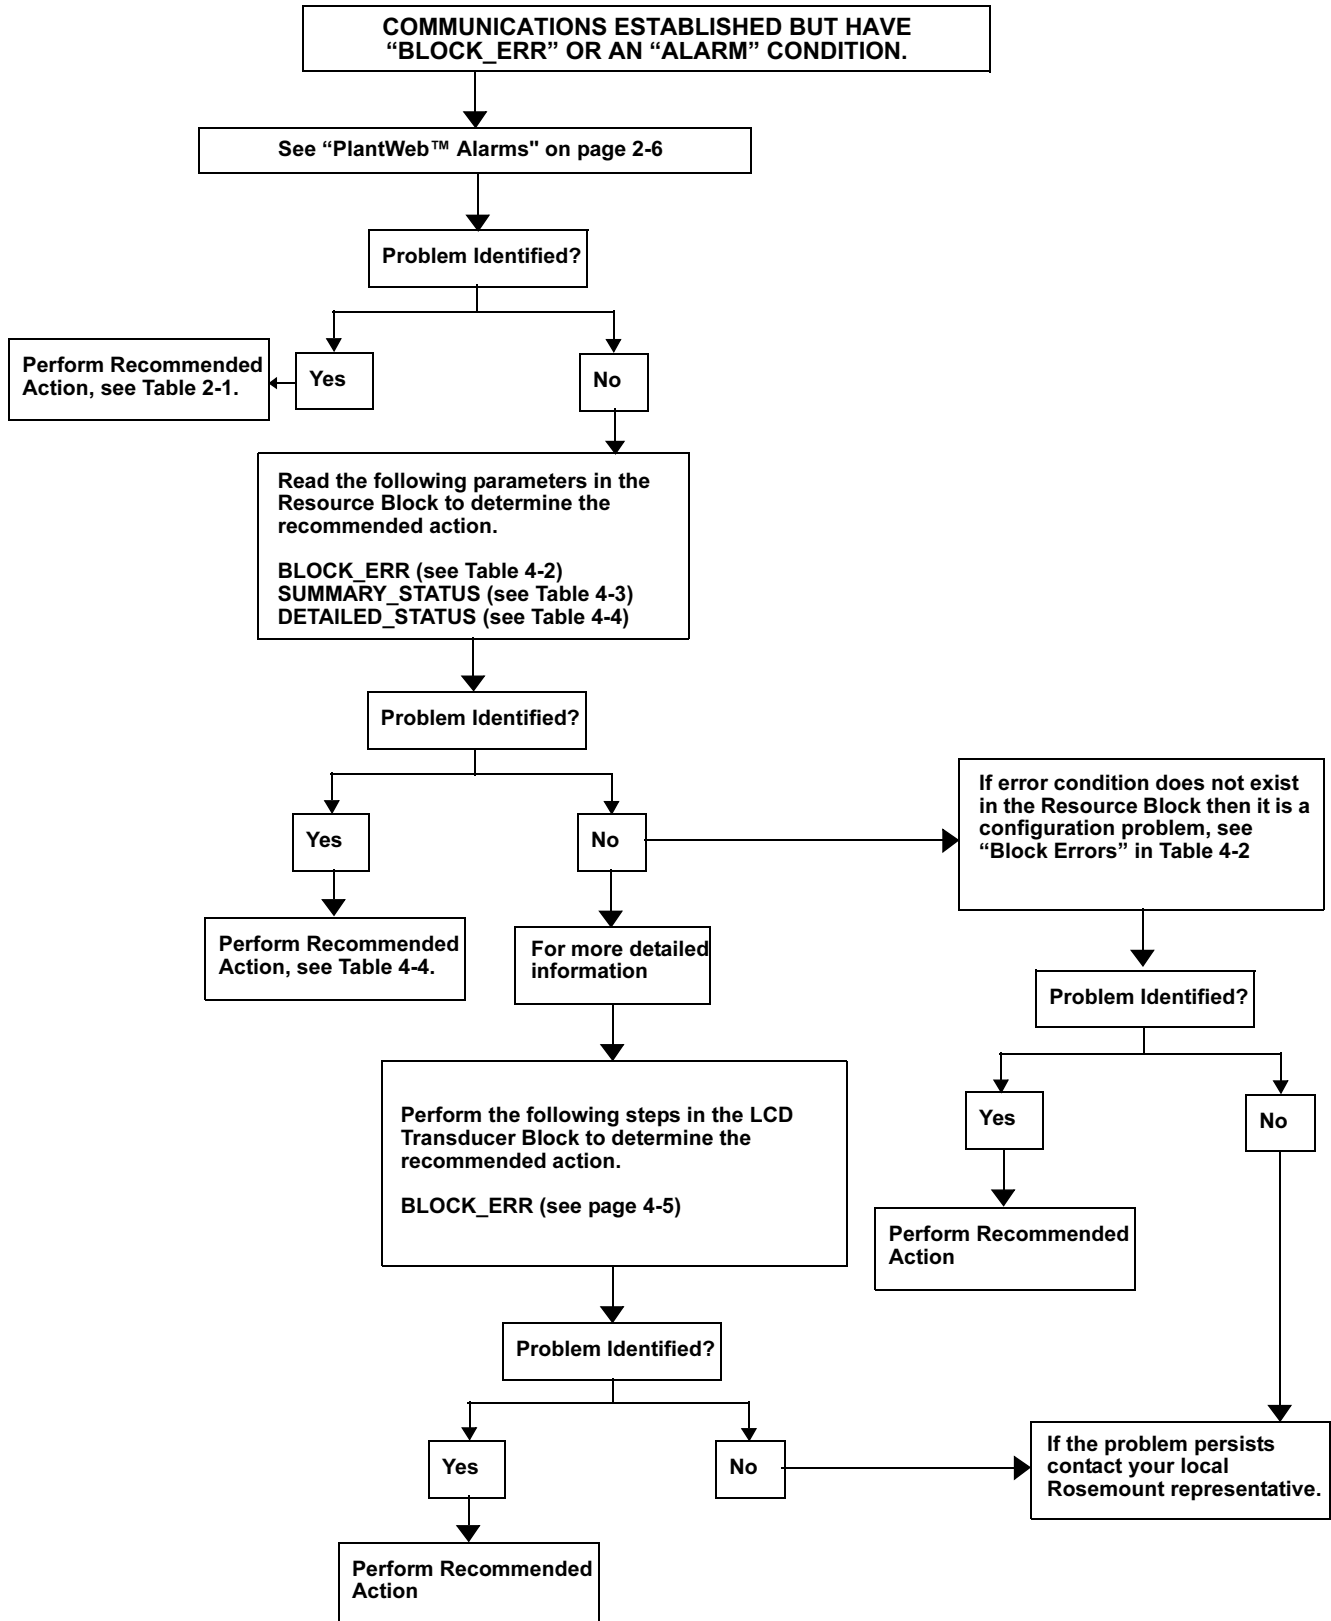 COMMUNICATIONS ESTABLISHED BUT HAVE
“BLOCK_ERR” OR AN “ALARM” CONDITION.
See “PlantWeb™ Alarms" on page 2-6
Problem Identified?
Perform Recommended
Action, see Table 2-1.
Yes
No
Read the following parameters in the
Resource Block to determine the
recommended action.
BLOCK_ERR (see Table 4-2)
SUMMARY_STATUS (see Table 4-3)
DETAILED_STATUS (see Table 4-4)
Problem Identified?
Yes
No
If error condition does not exist
in the Resource Block then it is a
configuration problem, see
“Block Errors” in Table 4-2
Perform Recommended
Action, see Table 4-4.
For more detailed
information
Problem Identified?
Yes
No
Perform the following steps in the LCD
Transducer Block to determine the
recommended action.
BLOCK_ERR (see page 4-5)
Perform Recommended
Action
Problem Identified?
Yes
No
If the problem persists
contact your local
Rosemount representative.
Perform Recommended
Action